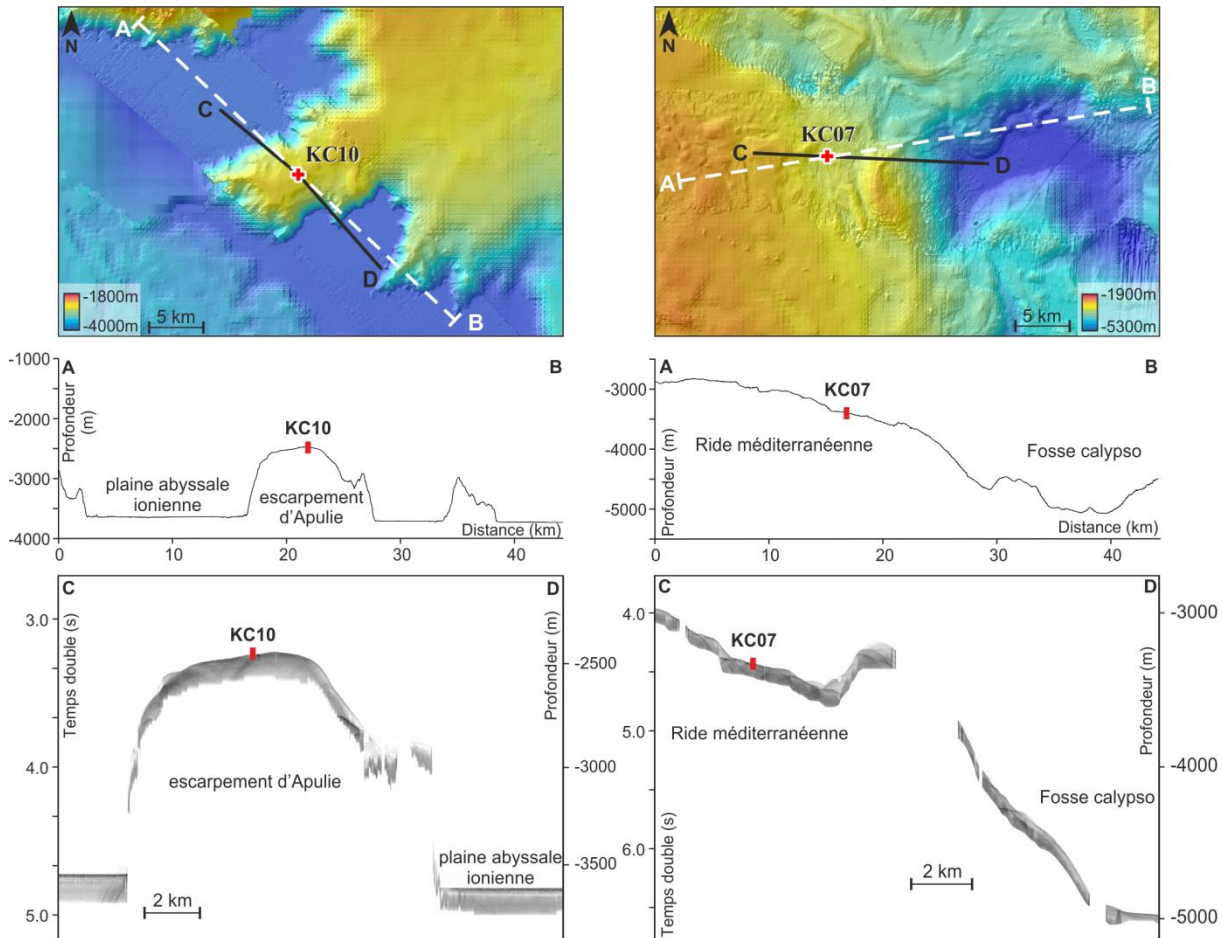 A
N
C
KC10
D
B
-1800m
-4000m
5 km
N
B
KC07
C
D
A
-1900m
-5300m
5 km
A
B
-1000
-2000
-3000
-4000
Profondeur
(m)
KC10
plaine abyssale
ionienne
escarpement
d'Apulie
Distance (km)
0
10
20
30
40
A
B
-3000
-4000
-5000
Profondeur (m)
KC07
Ride méditerranéenne
Fosse calypso
Distance (km)
0
10
20
30
40
C
D
3.0
4.0
5.0
Temps double (s)
KC10
escarpement d'Apulie
plaine abyssale
ionienne
2 km
Profondeur (m)
-2500
-3000
-3500
C
D
4.0
5.0
6.0
Temps double (s)
KC07
Ride méditerranéenne
Fosse calypso
2 km
Profondeur (m)
-3000
-4000
-5000